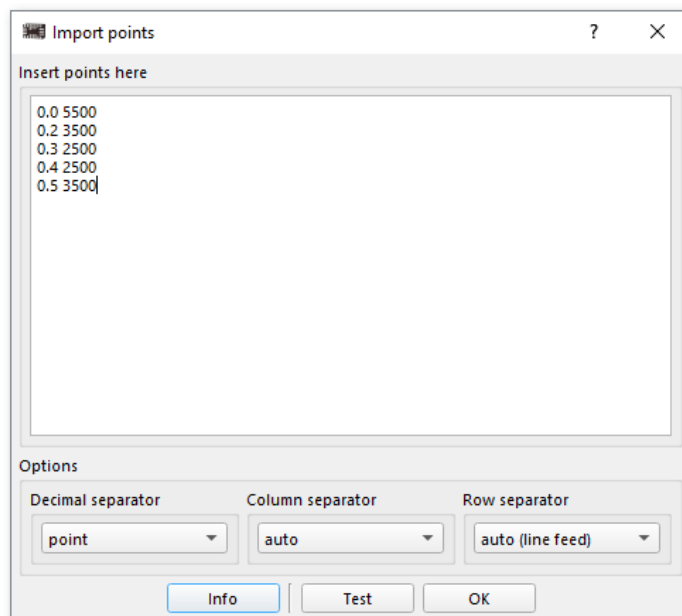 Import points
?
Insert points here
0.0 5500
0.2 3500
0.3 2500
0.4 2500
0.5 3500
Options
Decimal separator Column separator Row separator
point auto auto (line feed)
Info Test OK